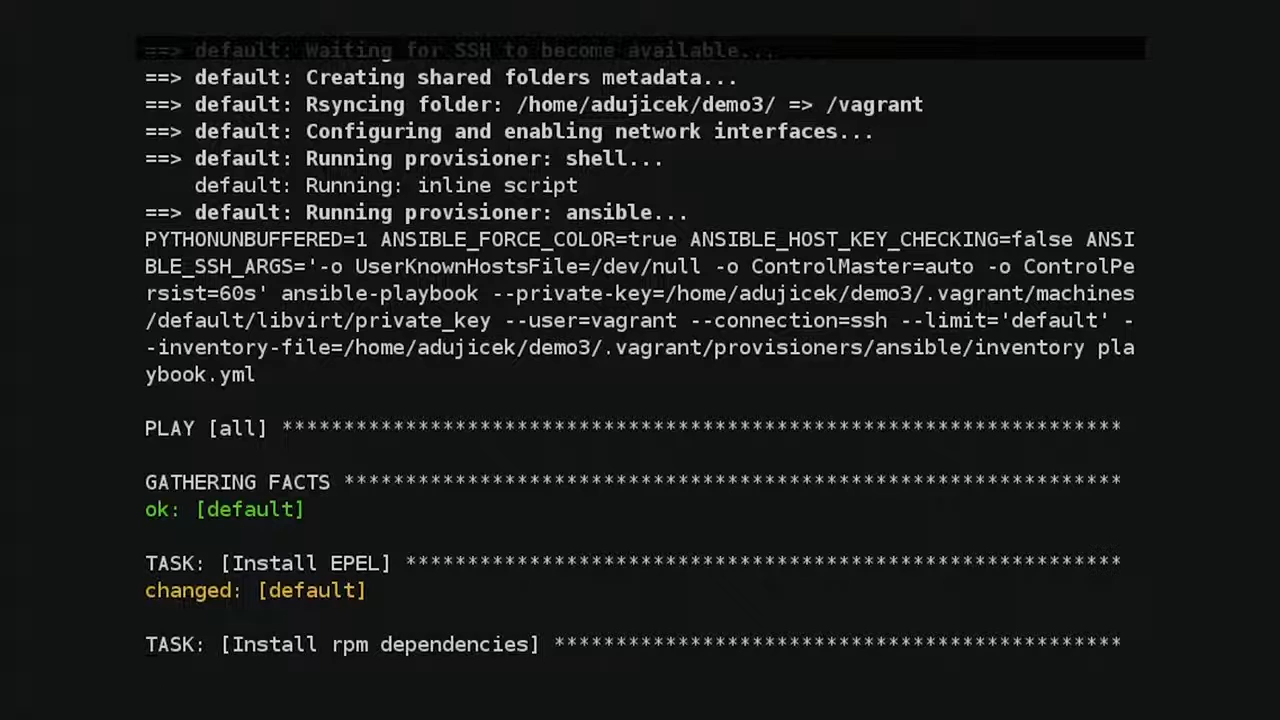 ==> default: Waiting for SSH to become available...
==> default: Creating shared folders metadata...
==> default: Rsyncing folder: /home/adujicek/demo3/ => /vagrant
==> default: Configuring and enabling network interfaces...
==> default: Running provisioner: shell...
    default: Running: inline script
==> default: Running provisioner: ansible...
PYTHONUNBUFFERED=1 ANSIBLE_FORCE_COLOR=true ANSIBLE_HOST_KEY_CHECKING=false ANSI
BLE_SSH_ARGS='-o UserKnownHostsFile=/dev/null -o ControlMaster=auto -o ControlPe
rsist=60s' ansible-playbook --private-key=/home/adujicek/demo3/.vagrant/machines
/default/libvirt/private_key --user=vagrant --connection=ssh --limit='default' -
-inventory-file=/home/adujicek/demo3/.vagrant/provisioners/ansible/inventory pla
ybook.yml
PLAY [all] ********************************************************************
GATHERING FACTS ***************************************************************
ok: [default]
TASK: [Install EPEL] **********************************************************
changed: [default]
TASK: [Install rpm dependencies] **********************************************